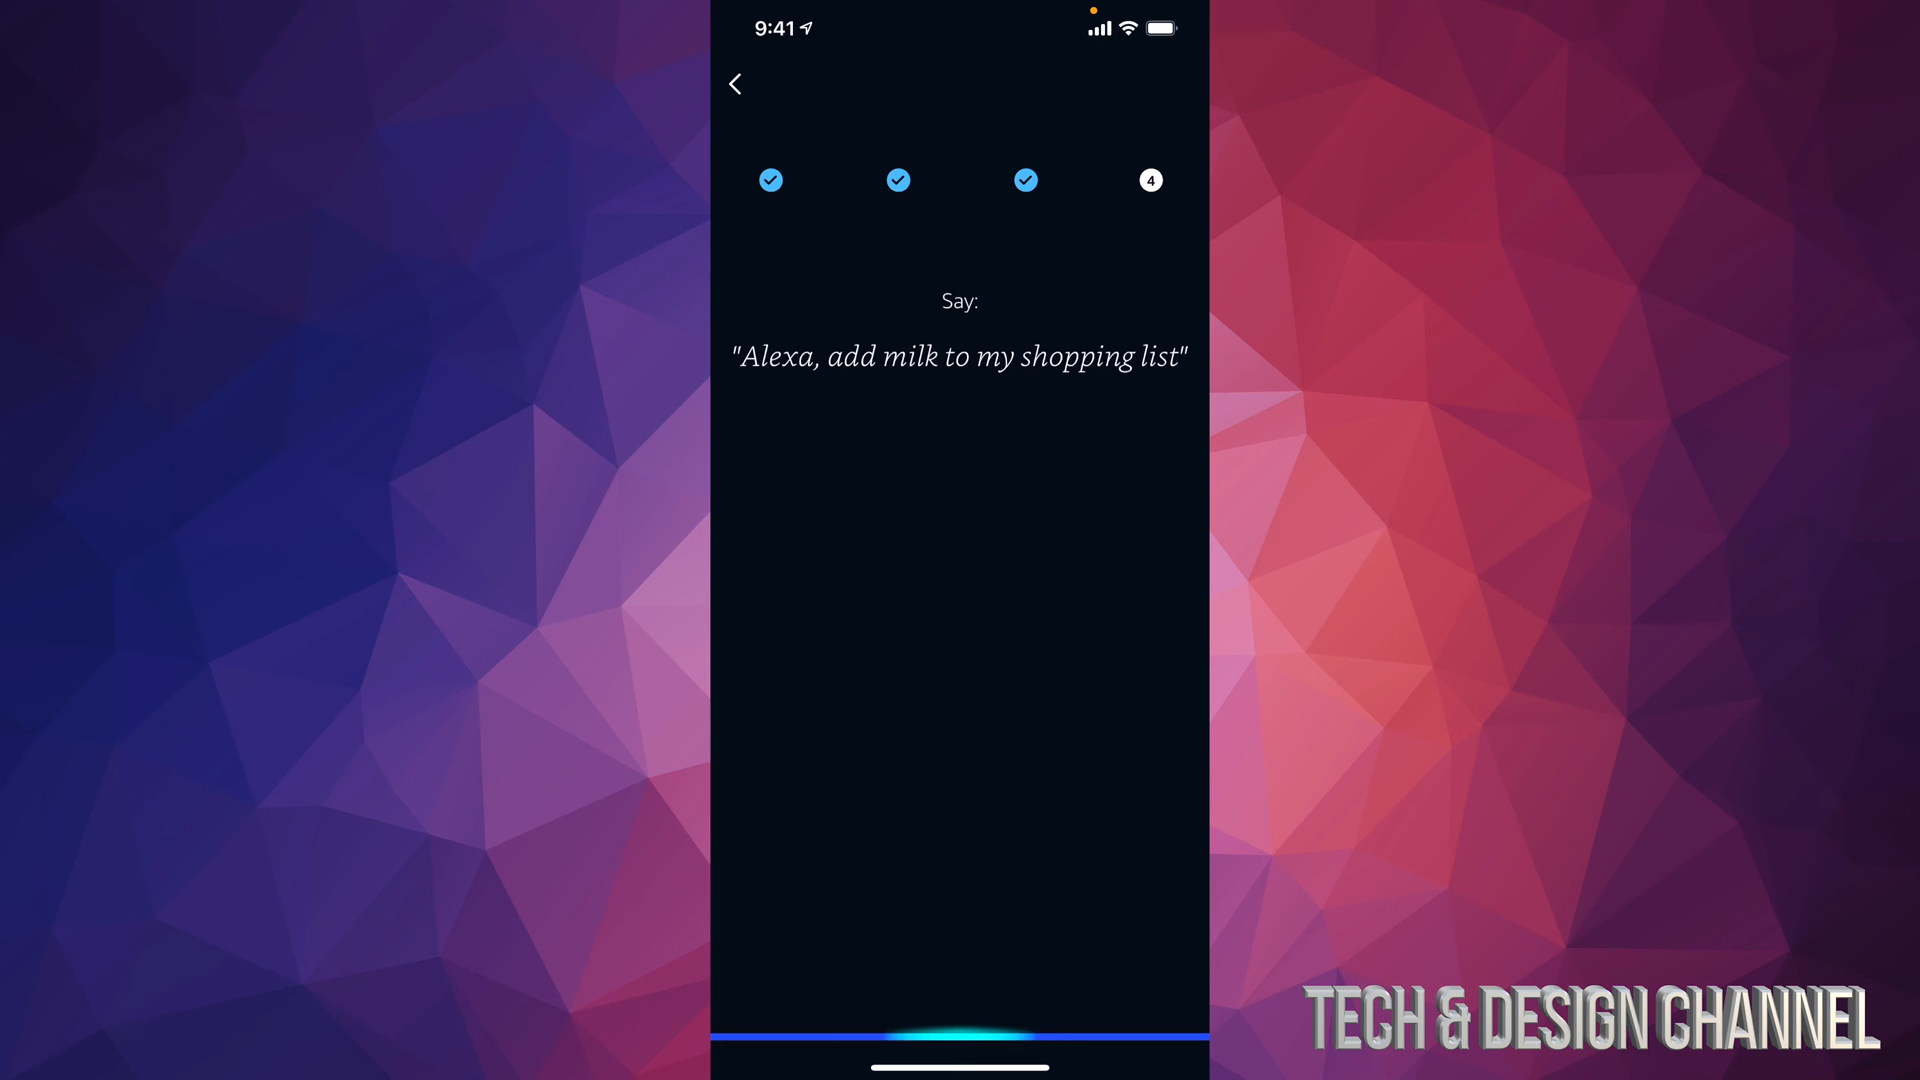 9:41
4
Say:
"Alexa, add milk to my shopping list"
TECH & DESIGN CHANNEL